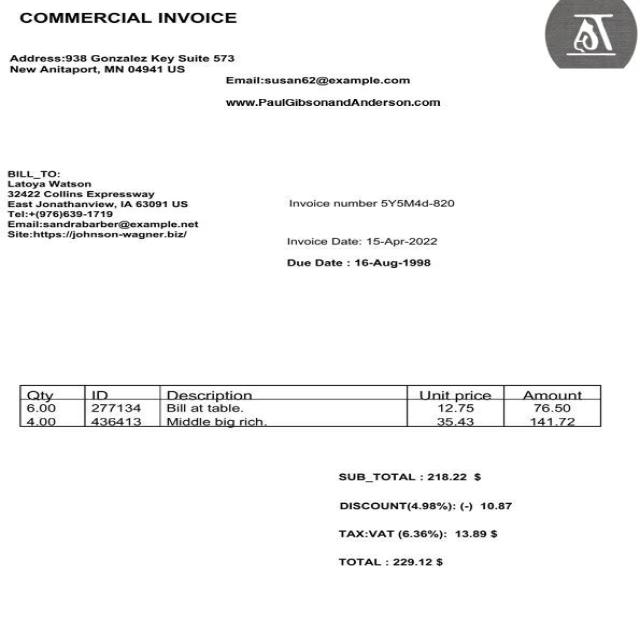 COMMERCIAL INVOICE
Address:938 Gonzalez Key Suite 573
New Anitaport, MN 04941 US
Email:susan62@example.com
www.PaulGibsonandAnderson.com
BILL_TO:
Latoya Watson
32422 Collins Expressway
East Jonathanview, IA 63091 US
Tel:+(976)639-1719
Email:sandrabarber@example.net
Site:https://johnson-wagner.biz/
Invoice number 5Y5M4d-820
Invoice Date: 15-Apr-2022
Due Date : 16-Aug-1998
Qty ID Description Unit price Amount
6.00 277134 Bill at table. 12.75 76.50
4.00 436413 Middle big rich. 35.43 141.72
SUB_TOTAL : 218.22 $
DISCOUNT(4.98%): (-) 10.87
TAX:VAT (6.36%): 13.89 $
TOTAL : 229.12 $